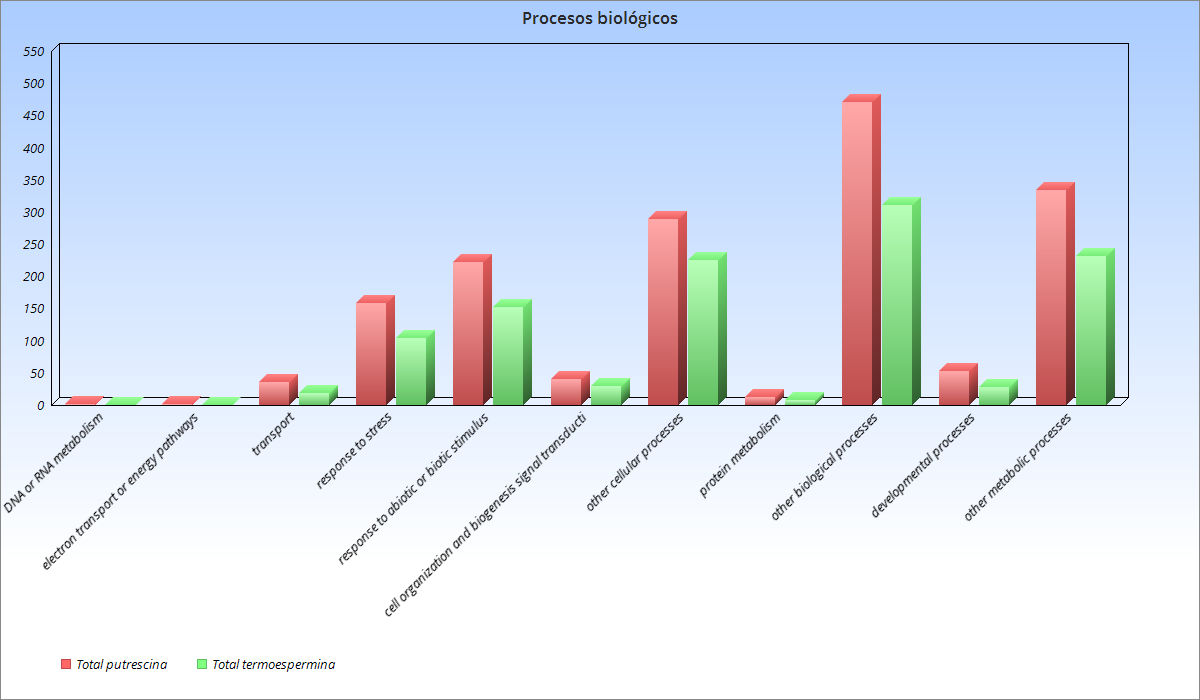 Procesos biológicos
550
500
450
400
350
300
250
200
150
100
50
0
DNA or RNA metabolism
electron transport or energy pathways
transport
response to stress
response to abiotic or biotic stimulus
cell organization and biogenesis signal transducti
other cellular processes
protein metabolism
other biological processes
developmental processes
other metabolic processes
Total putrescina
Total termoespermina